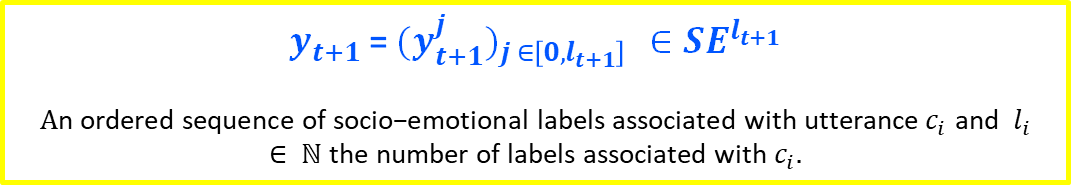 y_{t+1} = (y^j_{t+1})_{j ∈[0,l_{t+1}]} ∈ SE^{l_{t+1}}
An ordered sequence of socio−emotional labels associated with utterance c_i and l_i
∈ ℕ the number of labels associated with c_i.